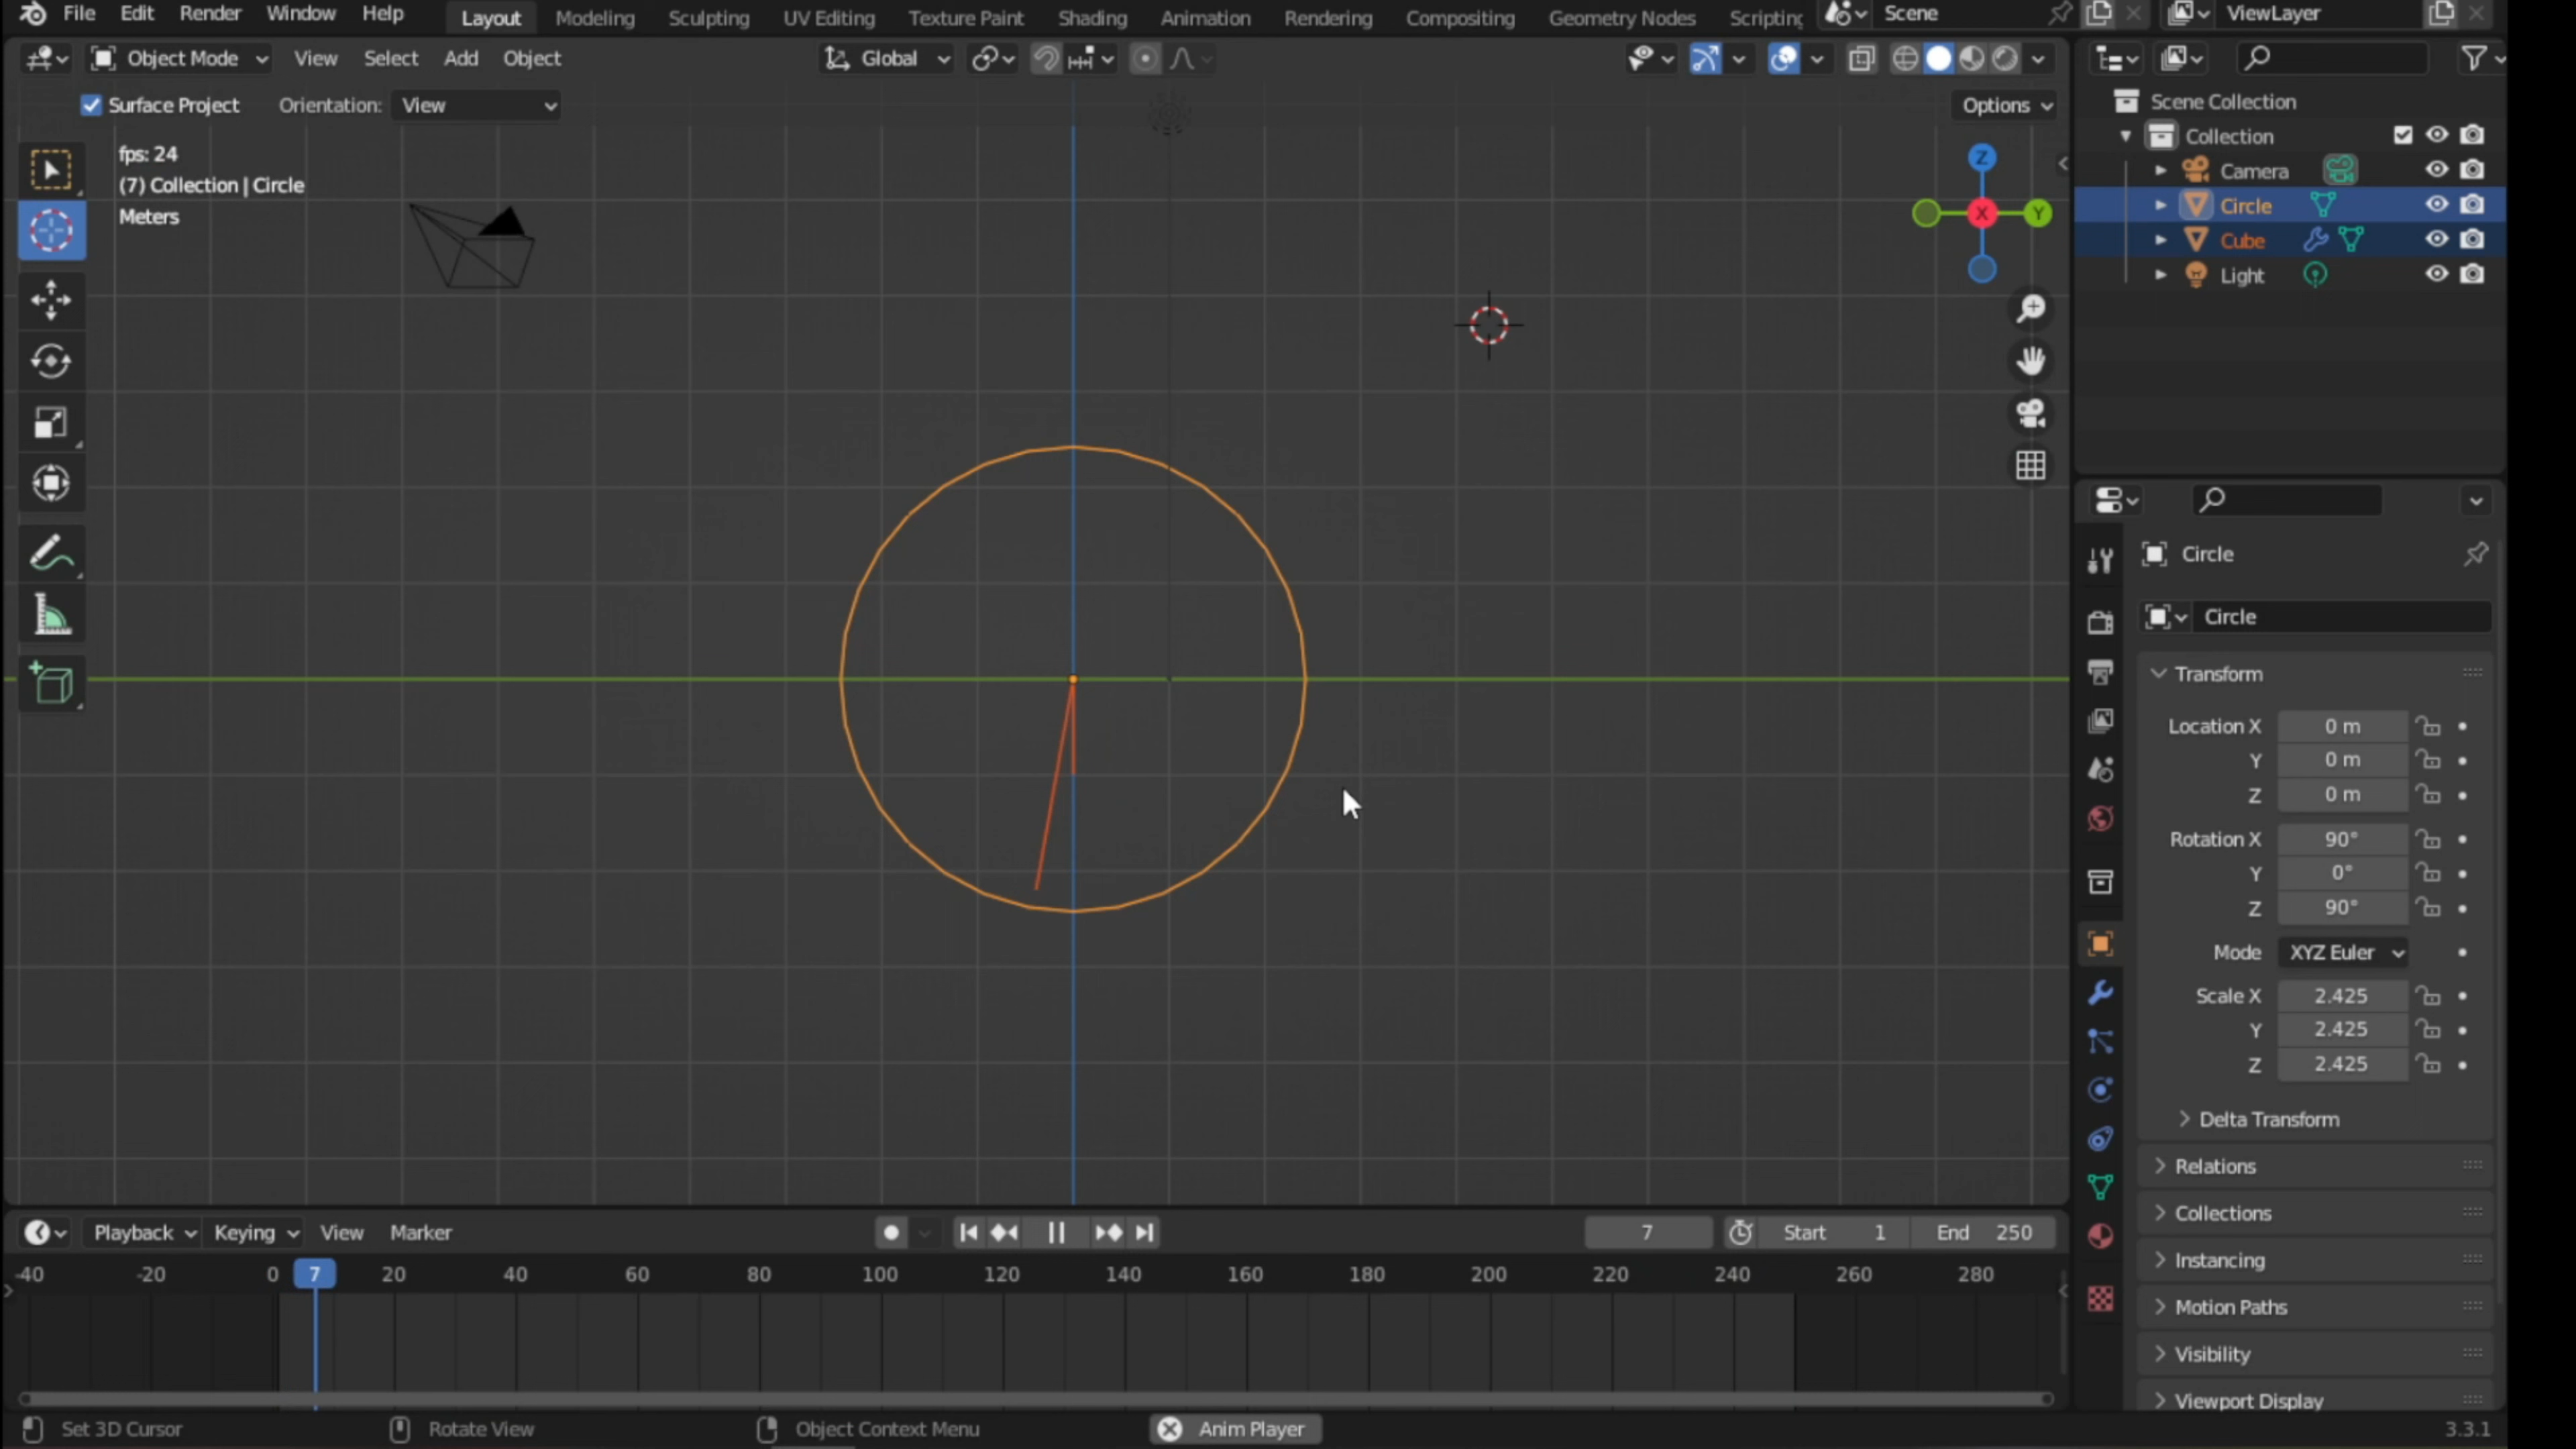 File Edit Render Window Help Layout Modeling Sculpting UV Editing Texture Paint Shading Animation Rendering Compositing Geometry Nodes Scripting Scene ViewLayer
Object Mode View Select Add Object Global
Surface Project Orientation: View Options
fps: 24
(7) Collection | Circle
Meters
Z
X
Y
Scene Collection
Collection
Camera
Circle
Cube
Light
Circle
Circle
Transform
Location X 0 m
Y 0 m
Z 0 m
Rotation X 90°
Y 0°
Z 90°
Mode XYZ Euler
Scale X 2.425
Y 2.425
Z 2.425
Delta Transform
Relations
Collections
Instancing
Motion Paths
Visibility
Viewport Display
Playback Keying View Marker 7 Start 1 End 250
-40 -20 0 7 20 40 60 80 100 120 140 160 180 200 220 240 260 280
Set 3D Cursor Rotate View Object Context Menu Anim Player 3.3.1